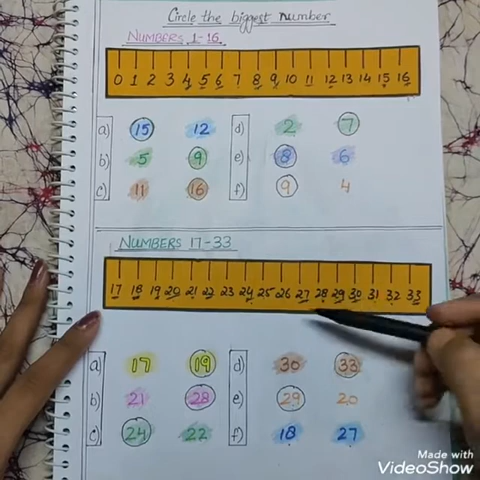 Circle the biggest number
NUMBERS 1-16
0 1 2 3 4 5 6 7 8 9 10 11 12 13 14 15 16
a) 15 12 d) 2 7
b) 5 9 e) 8 6
c) 11 16 f) 9 4
NUMBERS 17-33
17 18 19 20 21 22 23 24 25 26 27 28 29 30 31 32 33
a) 17 19 d) 30 33
b) 21 28 e) 29 20
c) 24 22 f) 18 27
Made with
VideoShow